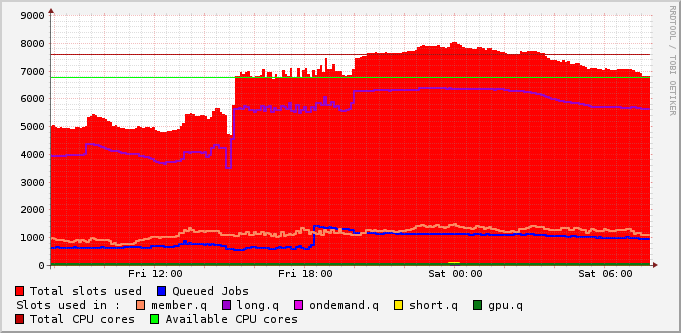 9000
8000
7000
6000
5000
4000
3000
2000
1000
0
Fri 12:00 Fri 18:00 Sat 00:00 Sat 06:00
Total slots used Queued Jobs
Slots used in : member.q long.q ondemand.q short.q gpu.q
Total CPU cores Available CPU cores
RRDTOOL / TOBI OETIKER